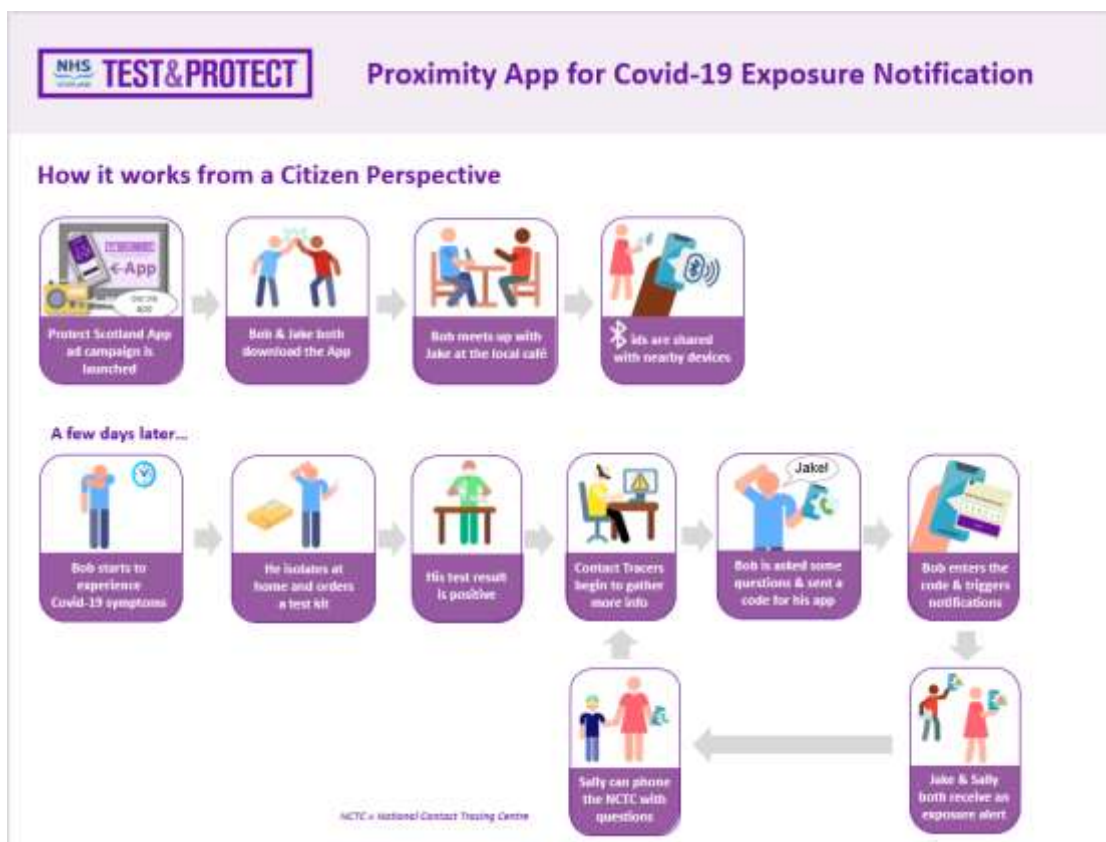 NHS
SCOTLAND
TEST&PROTECT
Proximity App for Covid-19 Exposure Notification
How it works from a Citizen Perspective
<-App
Protect Scotland App
ad campaign is
launched
Bob & Jake both
download the App
Bob meets up with
Jake at the local café
ids are shared
with nearby devices
A few days later...
Bob starts to
experience
Covid-19 symptoms
He isolates at
home and orders
a test kit
His test result
is positive
Contact Tracers
begin to gather
more info
Jake!
Bob is asked some
questions & sent a
code for his app
Bob enters the
code & triggers
notifications
Sally can phone
the NCTC with
questions
Jake & Sally
both receive an
exposure alert
NCTC = National Contact Tracing Centre